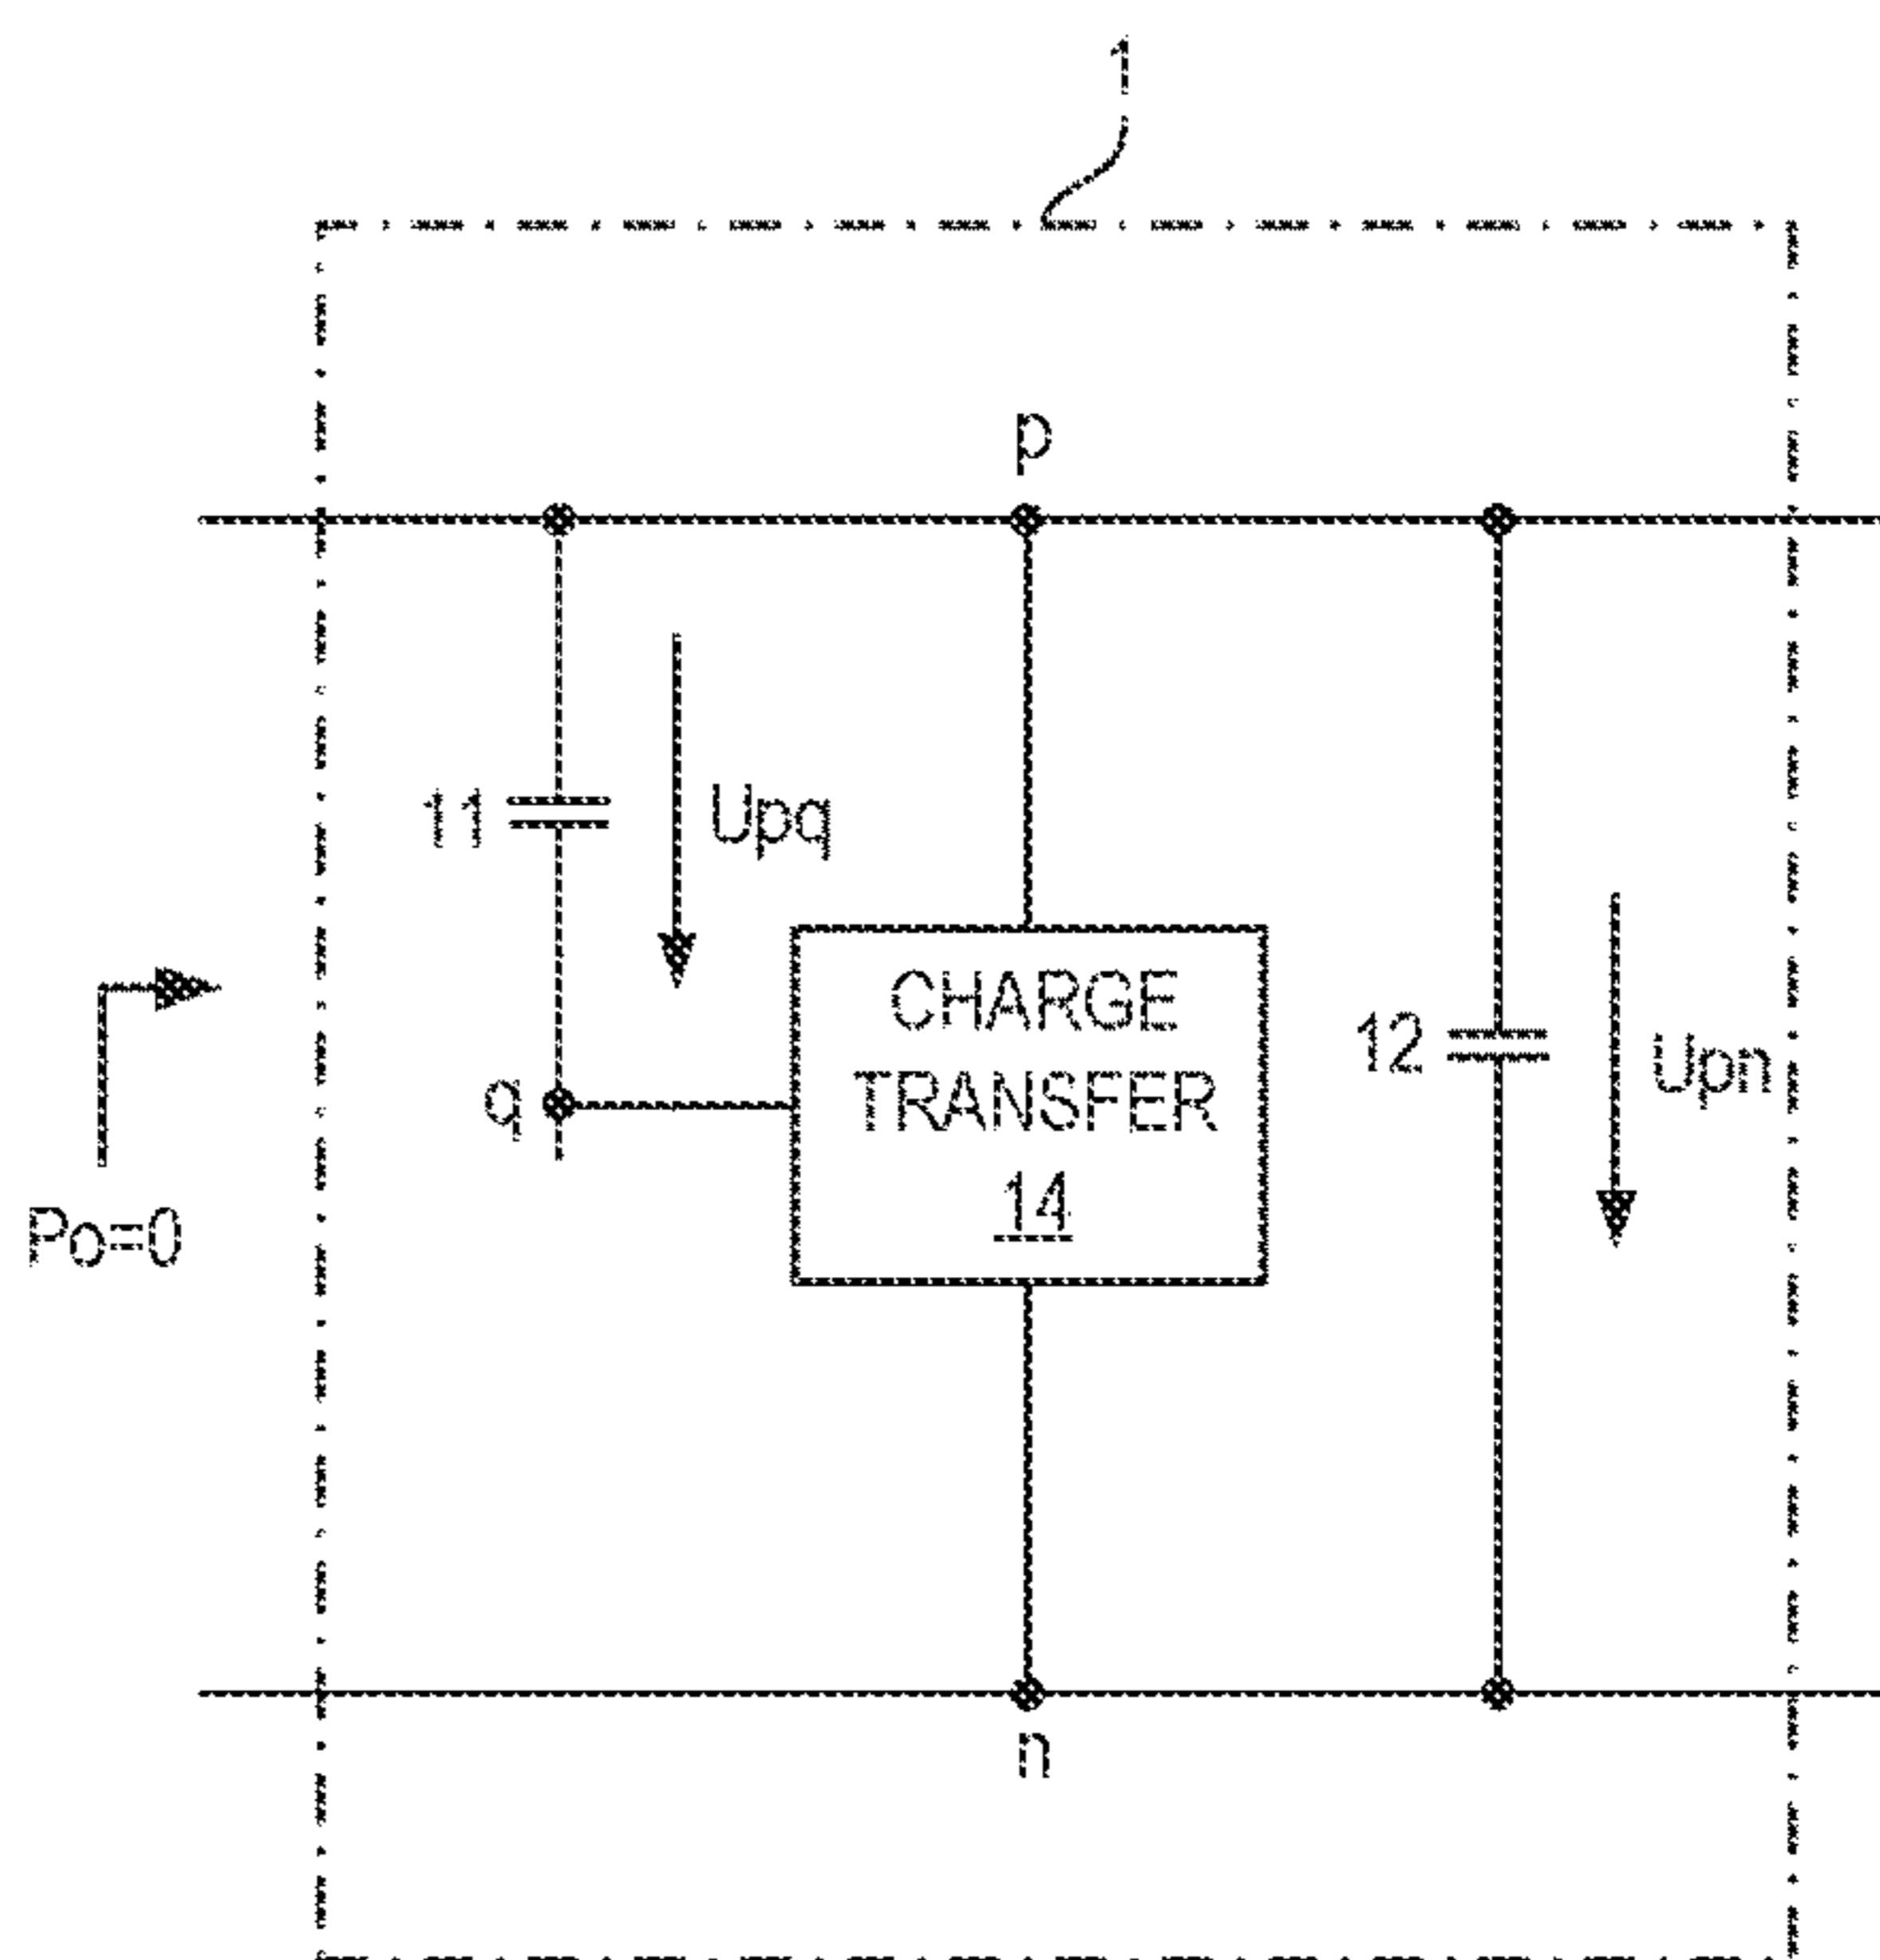 1
p
11
Upq
CHARGE
TRANSFER
14
12
Upn
q
Po=0
n